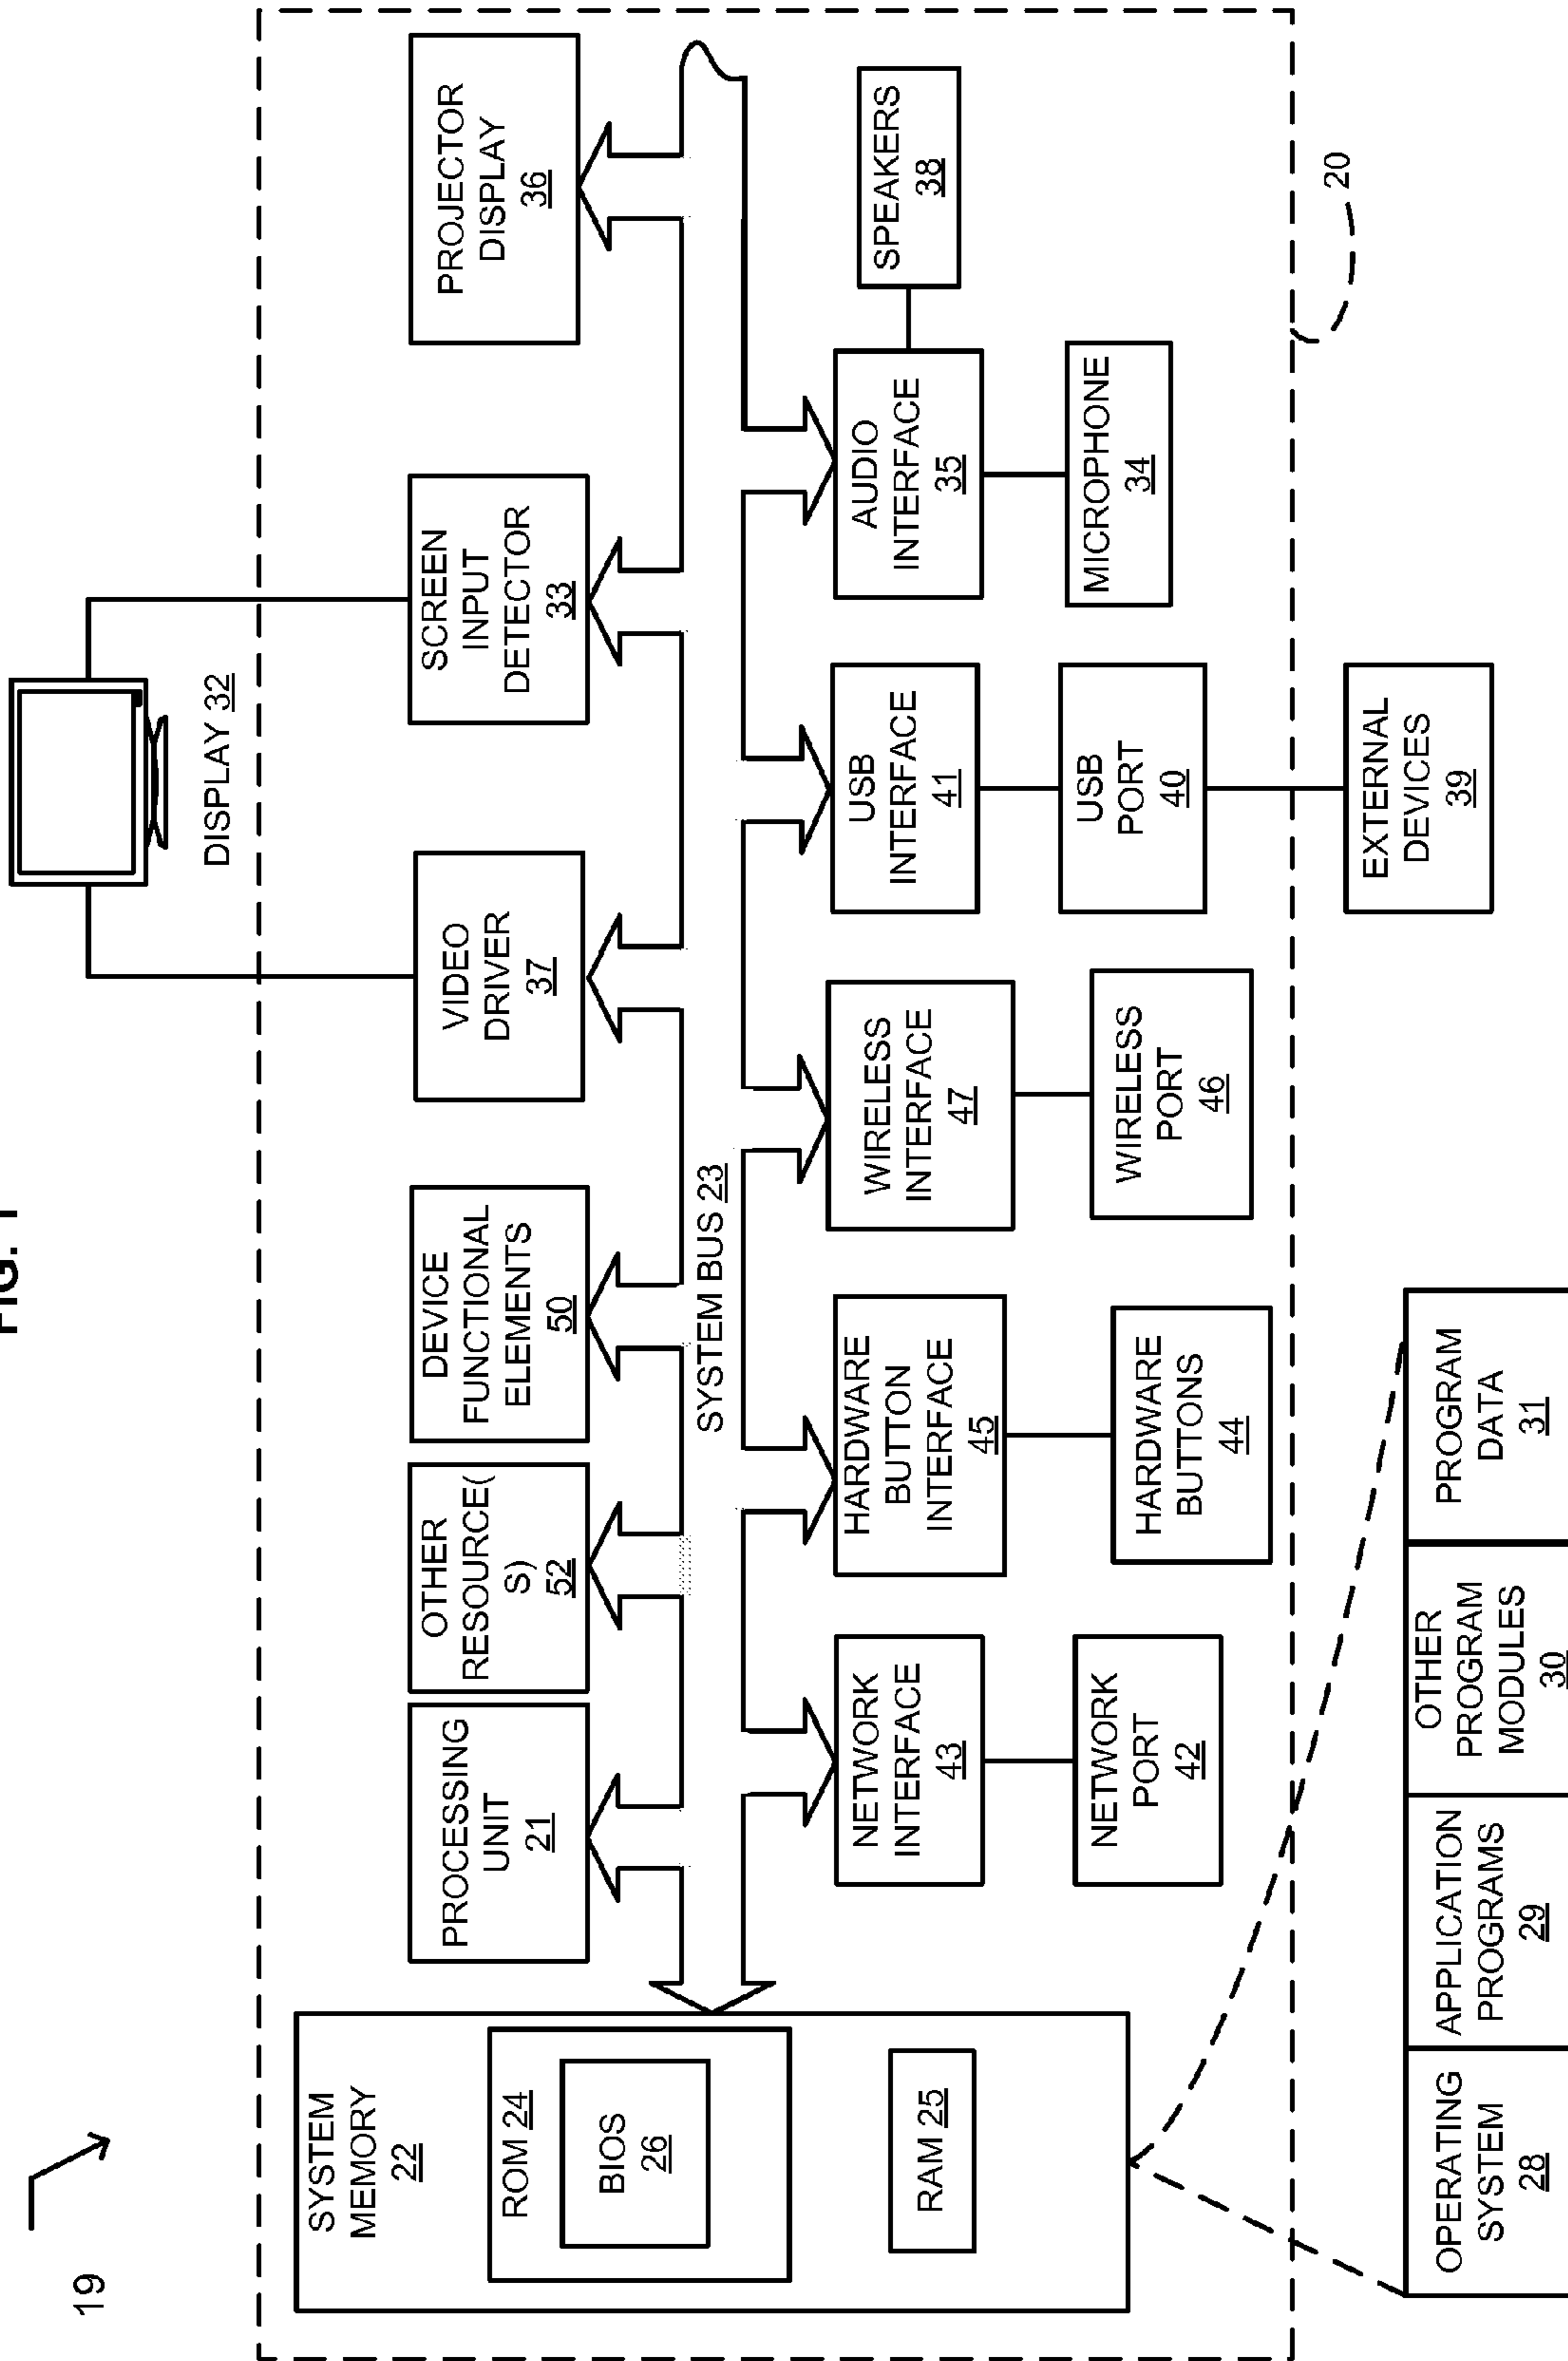 FIG. 1
19
DISPLAY 32
SYSTEM
MEMORY
22
ROM 24
BIOS
26
RAM 25
PROCESSING
UNIT
21
OTHER
RESOURCE(
S)
52
DEVICE
FUNCTIONAL
ELEMENTS
50
VIDEO
DRIVER
37
SCREEN
INPUT
DETECTOR
33
PROJECTOR
DISPLAY
36
SYSTEM BUS 23
NETWORK
INTERFACE
43
HARDWARE
BUTTON
INTERFACE
45
WIRELESS
INTERFACE
47
USB
INTERFACE
41
AUDIO
INTERFACE
35
SPEAKERS
38
NETWORK
PORT
42
HARDWARE
BUTTONS
44
WIRELESS
PORT
46
USB
PORT
40
MICROPHONE
34
20
OPERATING
SYSTEM
28
APPLICATION
PROGRAMS
29
OTHER
PROGRAM
MODULES
30
PROGRAM
DATA
31
EXTERNAL
DEVICES
39